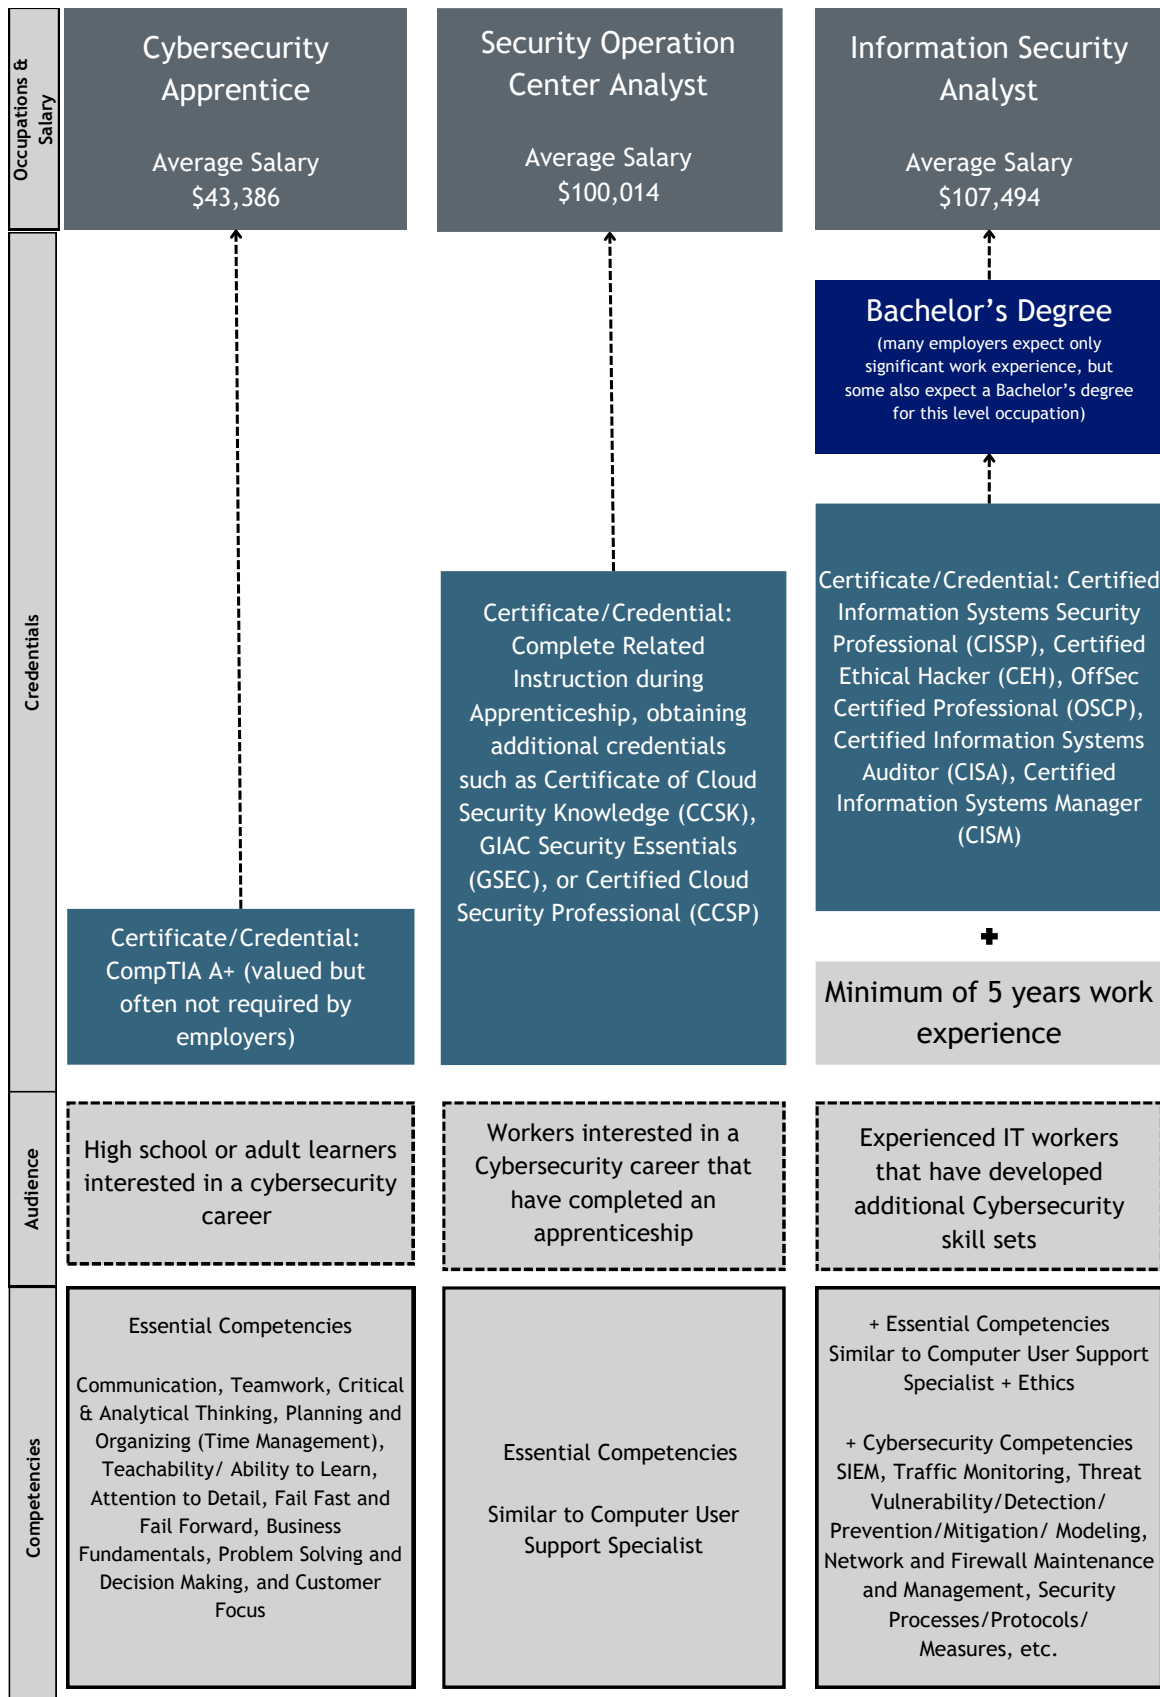 Occupations &
Salary
Cybersecurity
Apprentice
Average Salary
$43,386
Security Operation
Center Analyst
Average Salary
$100,014
Information Security
Analyst
Average Salary
$107,494
Credentials
Certificate/Credential:
CompTIA A+ (valued but
often not required by
employers)
Certificate/Credential:
Complete Related
Instruction during
Apprenticeship, obtaining
additional credentials
such as Certificate of Cloud
Security Knowledge (CCSK),
GIAC Security Essentials
(GSEC), or Certified Cloud
Security Professional (CCSP)
Bachelor’s Degree
(many employers expect only
significant work experience, but
some also expect a Bachelor’s degree
for this level occupation)
Certificate/Credential: Certified
Information Systems Security
Professional (CISSP), Certified
Ethical Hacker (CEH), OffSec
Certified Professional (OSCP),
Certified Information Systems
Auditor (CISA), Certified
Information Systems Manager
(CISM)
+
Minimum of 5 years work
experience
Audience
High school or adult learners
interested in a cybersecurity
career
Workers interested in a
Cybersecurity career that
have completed an
apprenticeship
Experienced IT workers
that have developed
additional Cybersecurity
skill sets
Competencies
Essential Competencies
Communication, Teamwork, Critical
& Analytical Thinking, Planning and
Organizing (Time Management),
Teachability/ Ability to Learn,
Attention to Detail, Fail Fast and
Fail Forward, Business
Fundamentals, Problem Solving and
Decision Making, and Customer
Focus
Essential Competencies
Similar to Computer User
Support Specialist
+ Essential Competencies
Similar to Computer User Support
Specialist + Ethics
+ Cybersecurity Competencies
SIEM, Traffic Monitoring, Threat
Vulnerability/Detection/
Prevention/Mitigation/ Modeling,
Network and Firewall Maintenance
and Management, Security
Processes/Protocols/
Measures, etc.